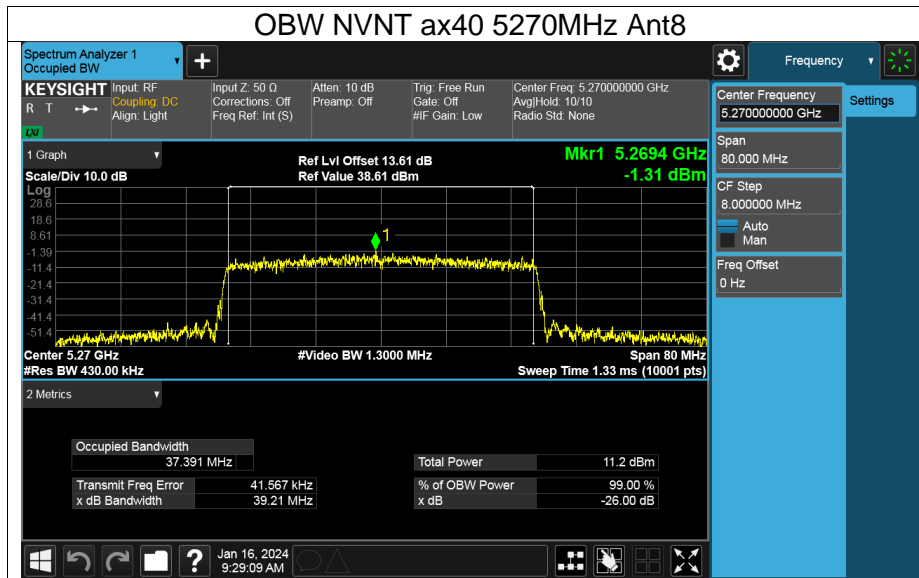 OBW NVNT ax40 5270MHz Ant8
Spectrum Analyzer 1
Occupied BW
+
Frequency
KEYSIGHT
R T
LXI
Input: RF
Coupling: DC
Align: Light
Input Z: 50 Ω
Corrections: Off
Freq Ref: Int (S)
Atten: 10 dB
Preamp: Off
Trig: Free Run
Gate: Off
#IF Gain: Low
Center Freq: 5.270000000 GHz
Avg|Hold: 10/10
Radio Std: None
Center Frequency
5.270000000 GHz
Settings
Span
80.000 MHz
CF Step
8.000000 MHz
Auto
Man
Freq Offset
0 Hz
1 Graph
Ref Lvl Offset 13.61 dB
Mkr1 5.2694 GHz
Scale/Div 10.0 dB
Ref Value 38.61 dBm
-1.31 dBm
Log
28.6
18.6
8.61
-1.39
-11.4
-21.4
-31.4
-41.4
-51.4
1
Center 5.27 GHz
#Video BW 1.3000 MHz
Span 80 MHz
#Res BW 430.00 kHz
Sweep Time 1.33 ms (10001 pts)
2 Metrics
Occupied Bandwidth
37.391 MHz
Total Power 11.2 dBm
Transmit Freq Error 41.567 kHz
% of OBW Power 99.00 %
x dB Bandwidth 39.21 MHz
x dB -26.00 dB
?
Jan 16, 2024
9:29:09 AM